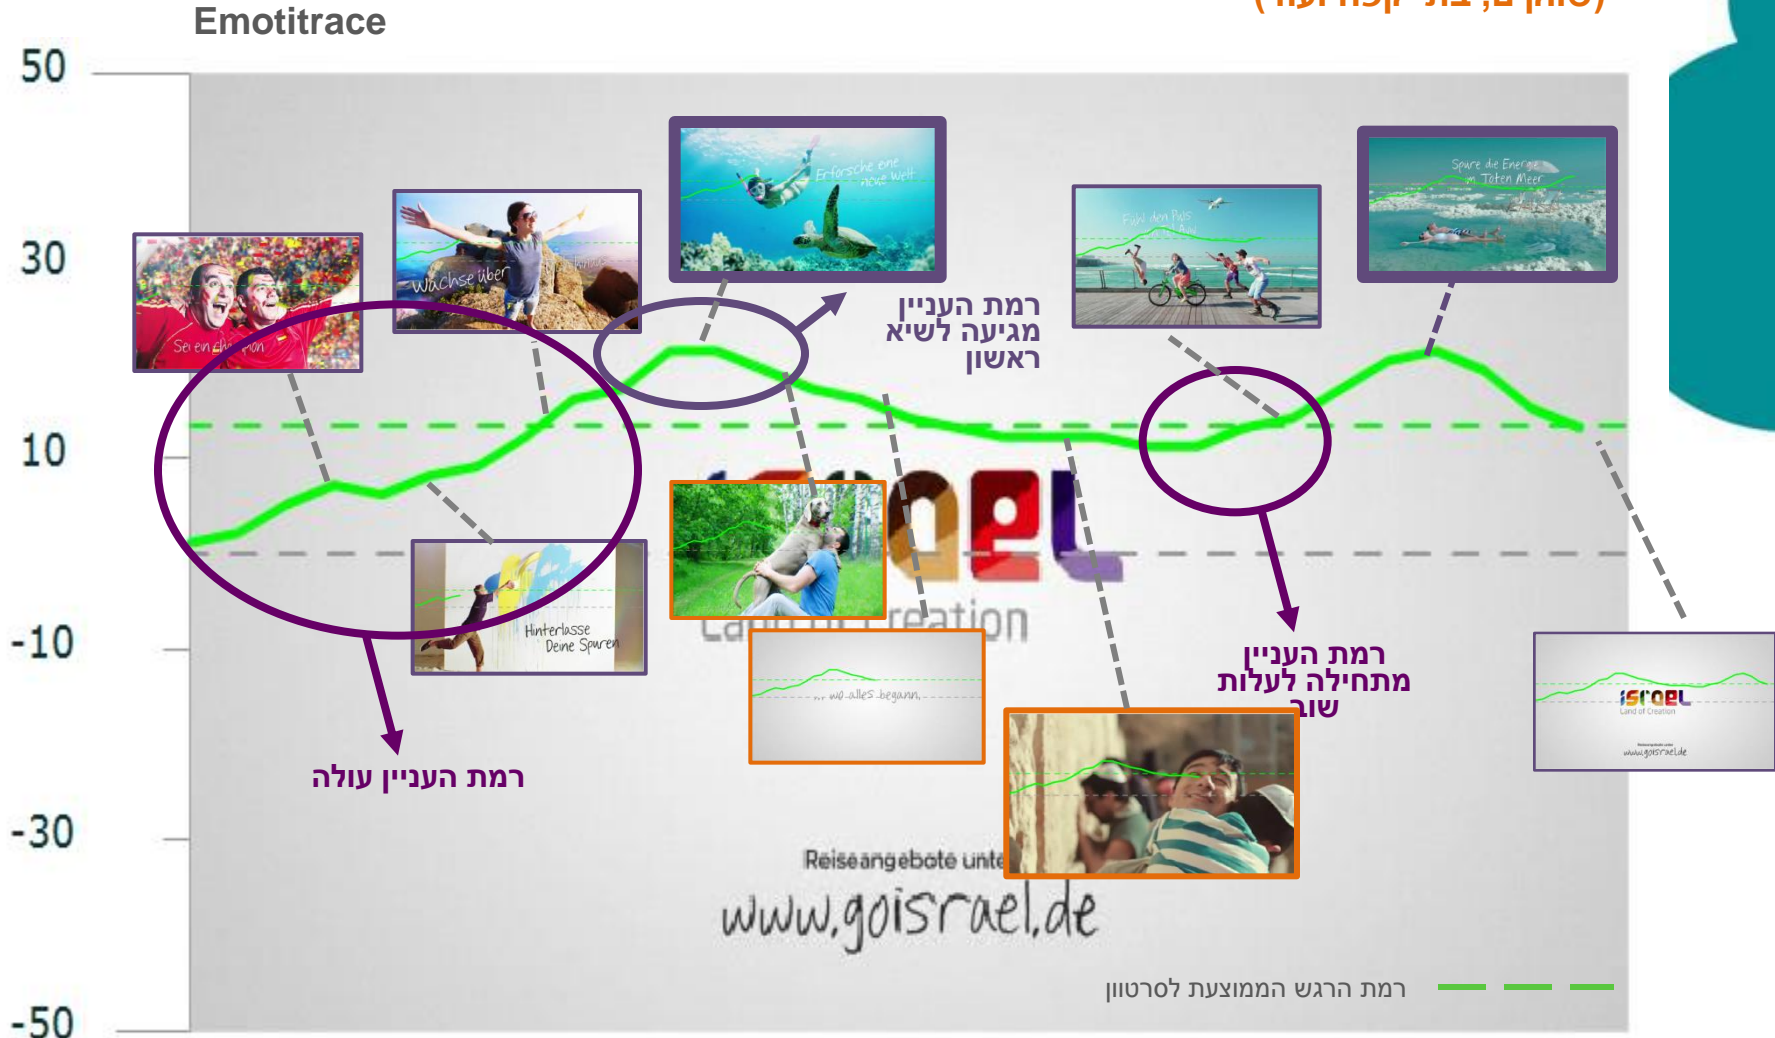 Emotitrace
50
30
10
-10
-30
-50
Sei ein champion
Wachse über
Erforsche eine
neue Welt
Fühl den Puls
Spüre die Energie
im Toten Meer
רמת העניין
מגיעה לשיא
ראשון
Hinterlasse
Deine Spuren
ISrael
Land of Creation
... wo alles begann.
רמת העניין
מתחילה לעלות
שוב
רמת העניין עולה
ISrael
Land of Creation
www.goisrael.de
Reiseangebote unte
www.goisrael.de
רמת הרגש הממוצעת לסרטוון